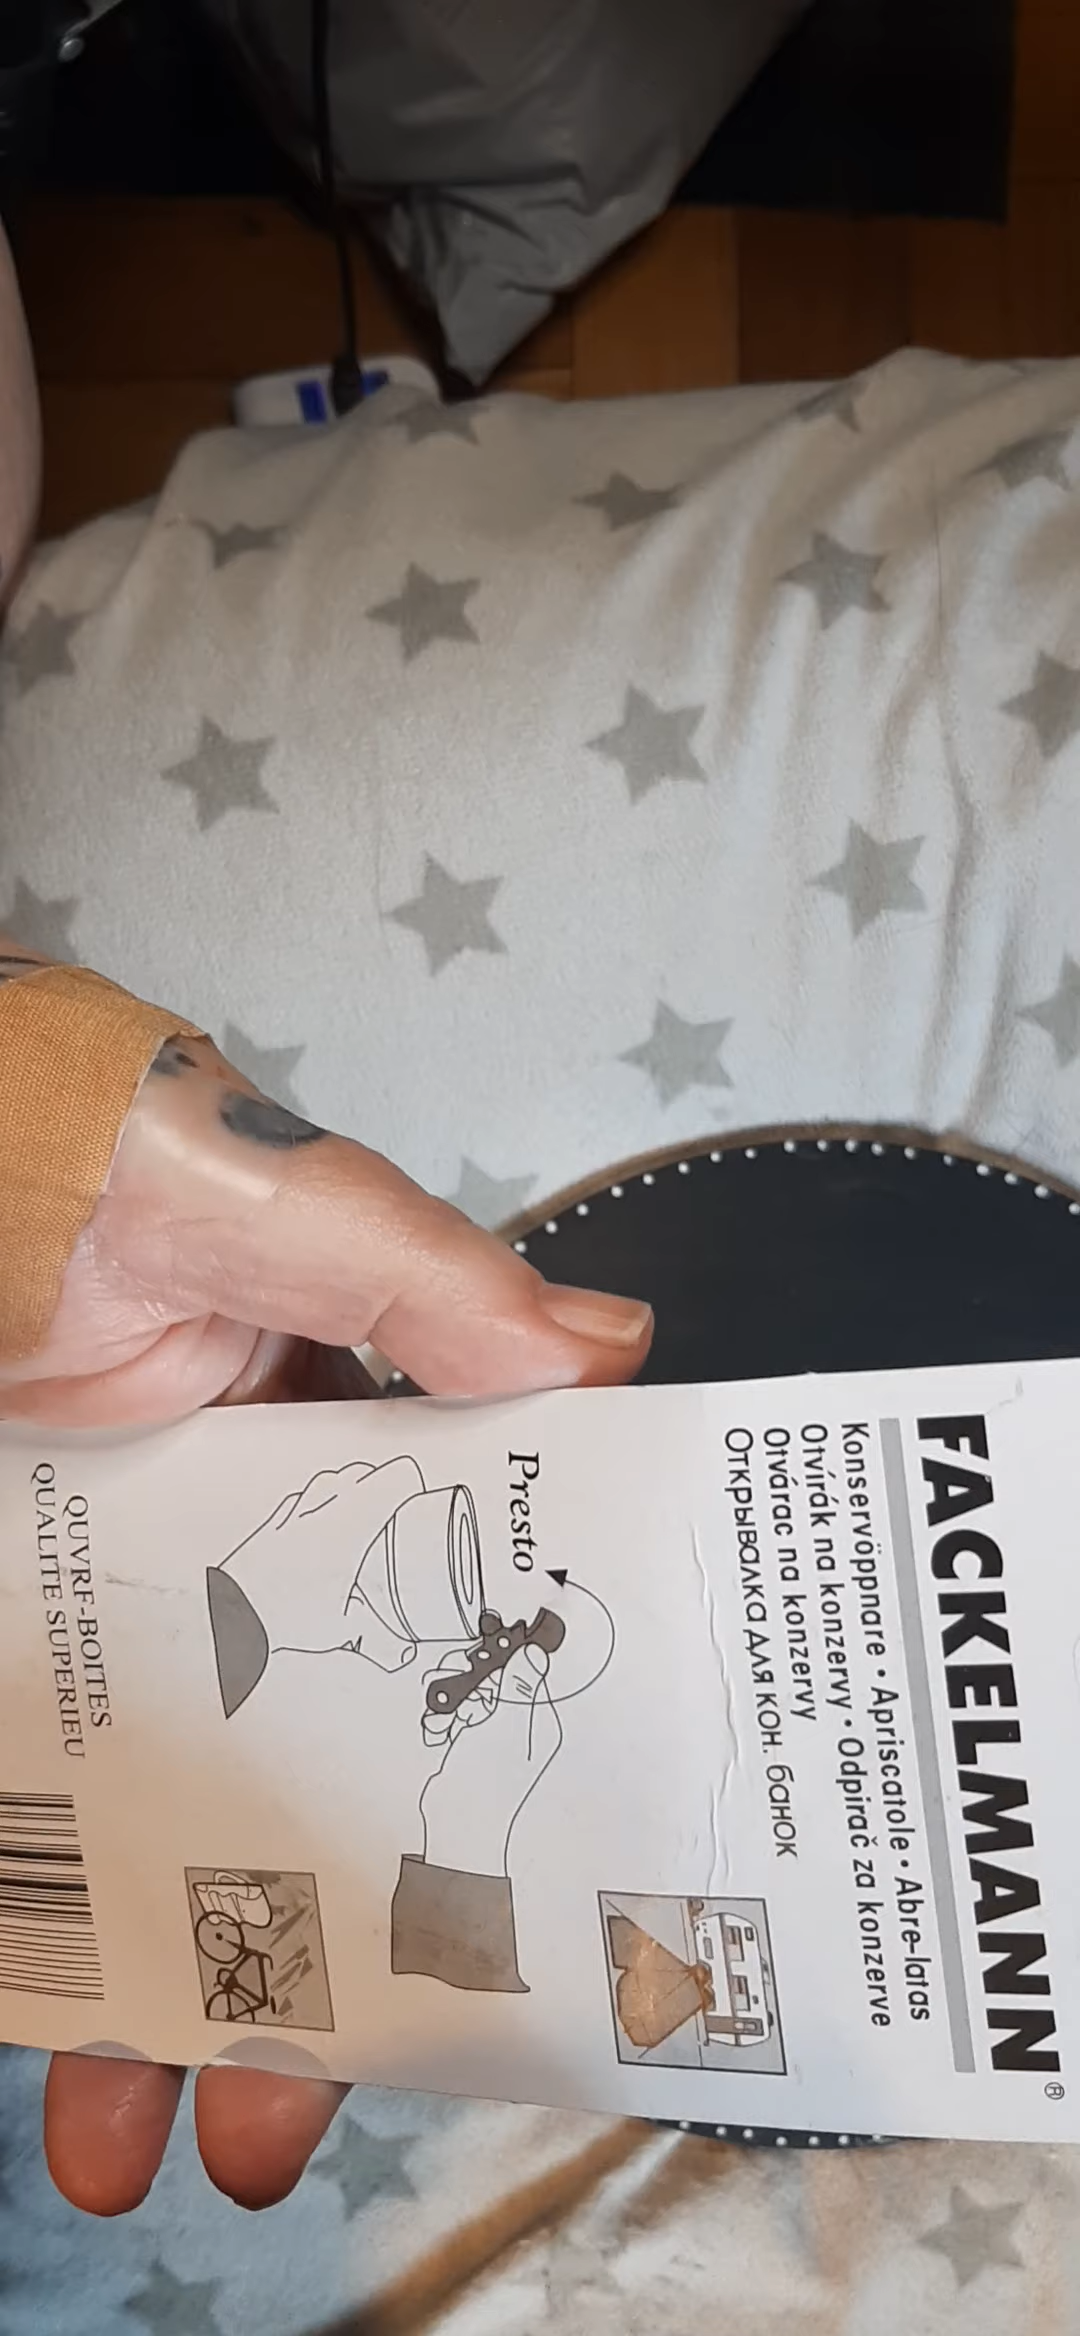 FACKELMANN®
Konservöppnare • Apriscatole • Abre-latas
Otvírák na konzervy • Odpirač za konzerve
Otvárac na konzervy
Открывалка для кон. банок
Presto
QUVRF-BOITES
QUALITE SUPERIEU